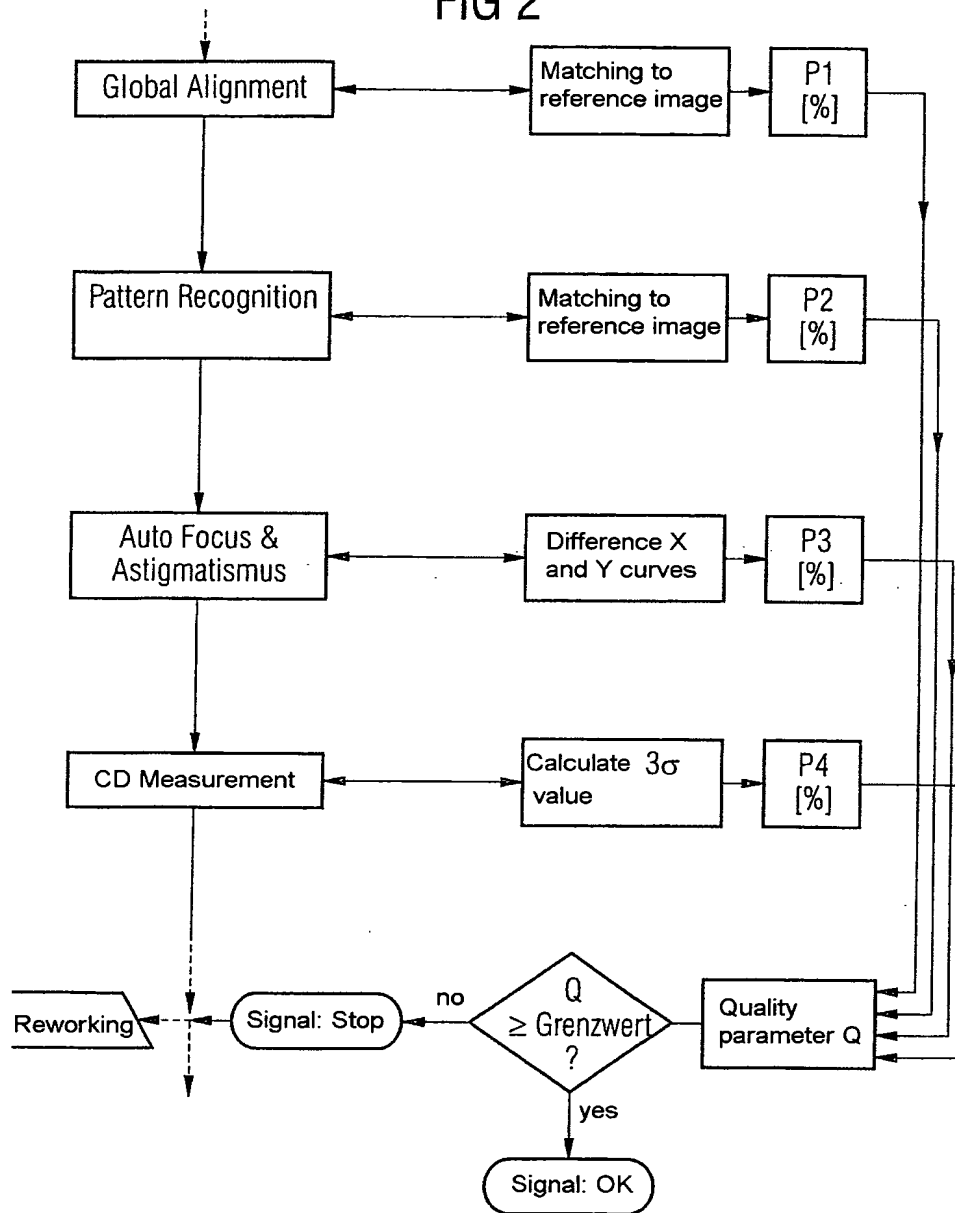 FIG 2
Global Alignment
Matching to
reference image
P1
[%]
Pattern Recognition
Matching to
reference image
P2
[%]
Auto Focus &
Astigmatismus
Difference X
and Y curves
P3
[%]
CD Measurement
Calculate 3σ
value
P4
[%]
Reworking
Signal: Stop
no
Q
≥ Grenzwert
?
Quality
parameter Q
yes
Signal: OK